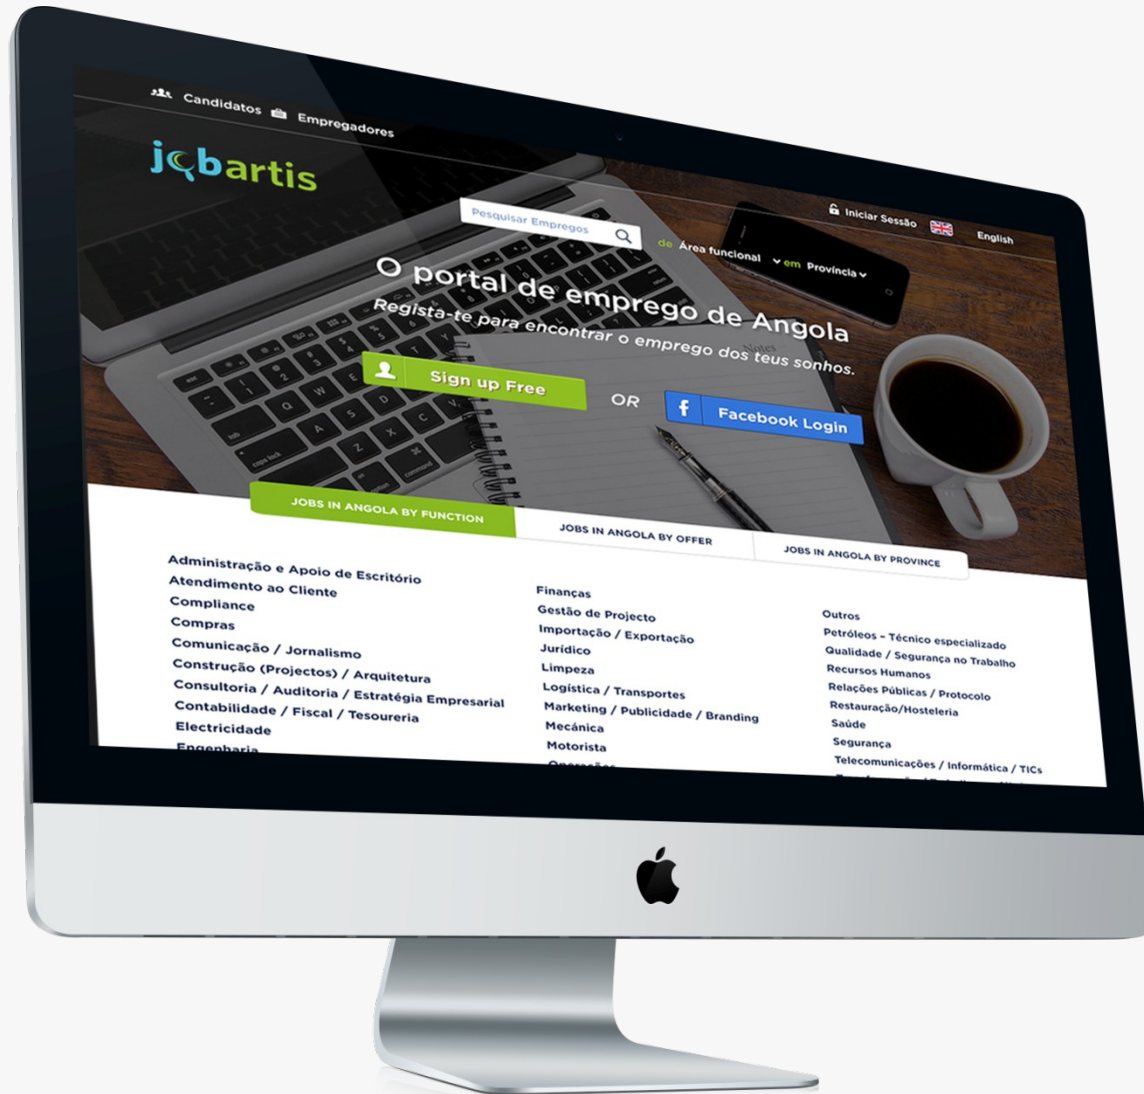 Candidatos
Empregadores
jobartis
Iniciar Sessão
English
Pesquisar Empregos
de Área funcional
em Província
O portal de emprego de Angola
Regista-te para encontrar o emprego dos teus sonhos.
Sign up Free
OR
f Facebook Login
Notes
JOBS IN ANGOLA BY FUNCTION
JOBS IN ANGOLA BY OFFER
JOBS IN ANGOLA BY PROVINCE
Administração e Apoio de Escritório
Atendimento ao Cliente
Compliance
Compras
Comunicação / Jornalismo
Construção (Projectos) / Arquitetura
Consultoria / Auditoria / Estratégia Empresarial
Contabilidade / Fiscal / Tesoureria
Electricidade
Engenharia
Finanças
Gestão de Projecto
Importação / Exportação
Jurídico
Limpeza
Logística / Transportes
Marketing / Publicidade / Branding
Mecánica
Motorista
Operações
Outros
Petróleos – Técnico especializado
Qualidade / Segurança no Trabalho
Recursos Humanos
Relações Públicas / Protocolo
Restauração/Hosteleria
Saúde
Segurança
Telecomunicações / Informática / TICs